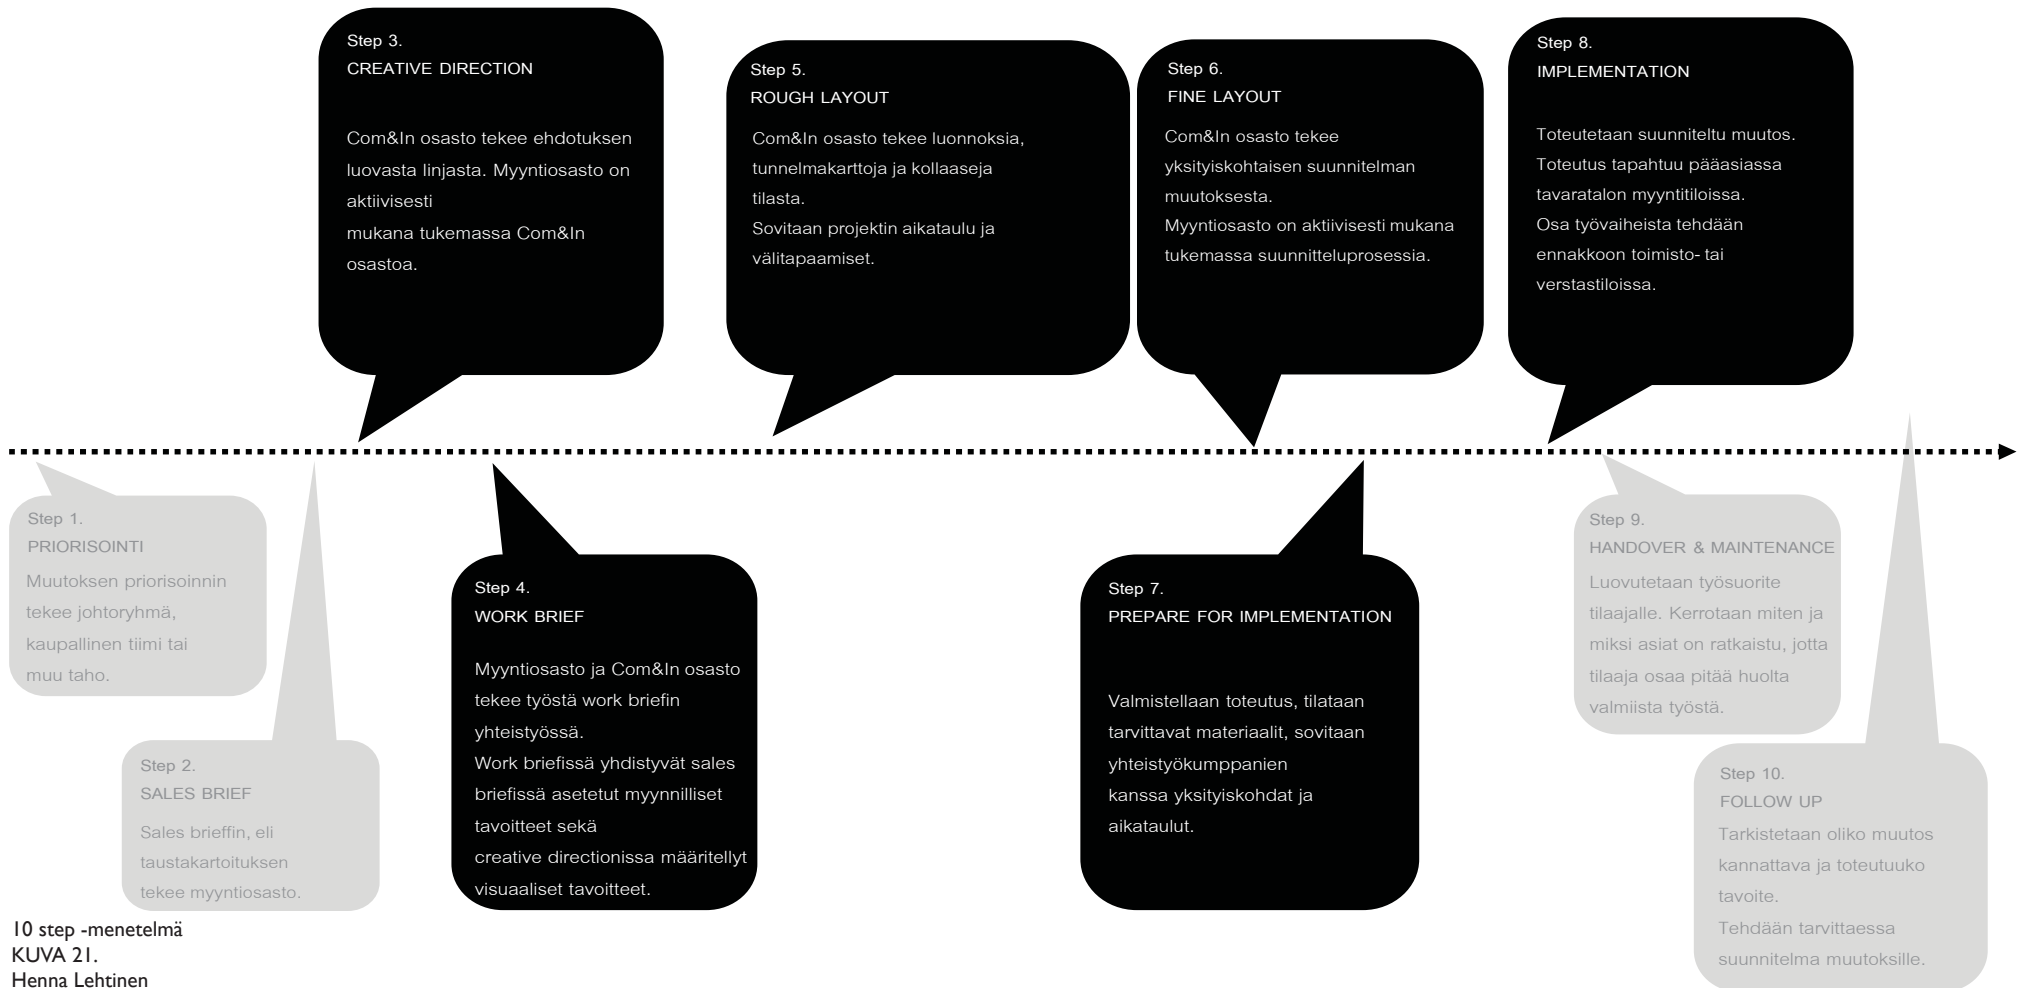 Step 3.
CREATIVE DIRECTION
Com&In osasto tekee ehdotuksen
luovasta linjasta. Myyntiosasto on
aktiivisesti
mukana tukemassa Com&In
osastoa.
Step 5.
ROUGH LAYOUT
Com&In osasto tekee luonnoksia,
tunnelmakarttoja ja kollaaseja
tilasta.
Sovitaan projektin aikataulu ja
välitapaamiset.
Step 6.
FINE LAYOUT
Com&In osasto tekee
yksityiskohtaisen suunnitelman
muutoksesta.
Myyntiosasto on aktiivisesti mukana
tukemassa suunnitteluprosessia.
Step 8.
IMPLEMENTATION
Toteutetaan suunniteltu muutos.
Toteutus tapahtuu pääasiassa
tavaratalon myyntitiloissa.
Osa työvaiheista tehdään
ennakkoon toimisto- tai
verstastiloissa.
Step 1.
PRIORISOINTI
Muutoksen priorisoinnin
tekee johtoryhmä,
kaupallinen tiimi tai
muu taho.
Step 2.
SALES BRIEF
Sales brieffin, eli
taustakartoituksen
tekee myyntiosasto.
Step 4.
WORK BRIEF
Myyntiosasto ja Com&In osasto
tekee työstä work briefin
yhteistyössä.
Work briefissä yhdistyvät sales
briefissä asetetut myynnilliset
tavoitteet sekä
creative directionissa määritellyt
visuaaliset tavoitteet.
Step 7.
PREPARE FOR IMPLEMENTATION
Valmistellaan toteutus, tilataan
tarvittavat materiaalit, sovitaan
yhteistyökumppanien
kanssa yksityiskohdat ja
aikataulut.
Step 9.
HANDOVER & MAINTENANCE
Luovutetaan työsuorite
tilaajalle. Kerrotaan miten ja
miksi asiat on ratkaistu, jotta
tilaaja osaa pitää huolta
valmiista työstä.
Step 10.
FOLLOW UP
Tarkistetaan oliko muutos
kannattava ja toteutuuko
tavoite.
Tehdään tarvittaessa
suunnitelma muutoksille.
10 step -menetelmä
KUVA 21.
Henna Lehtinen